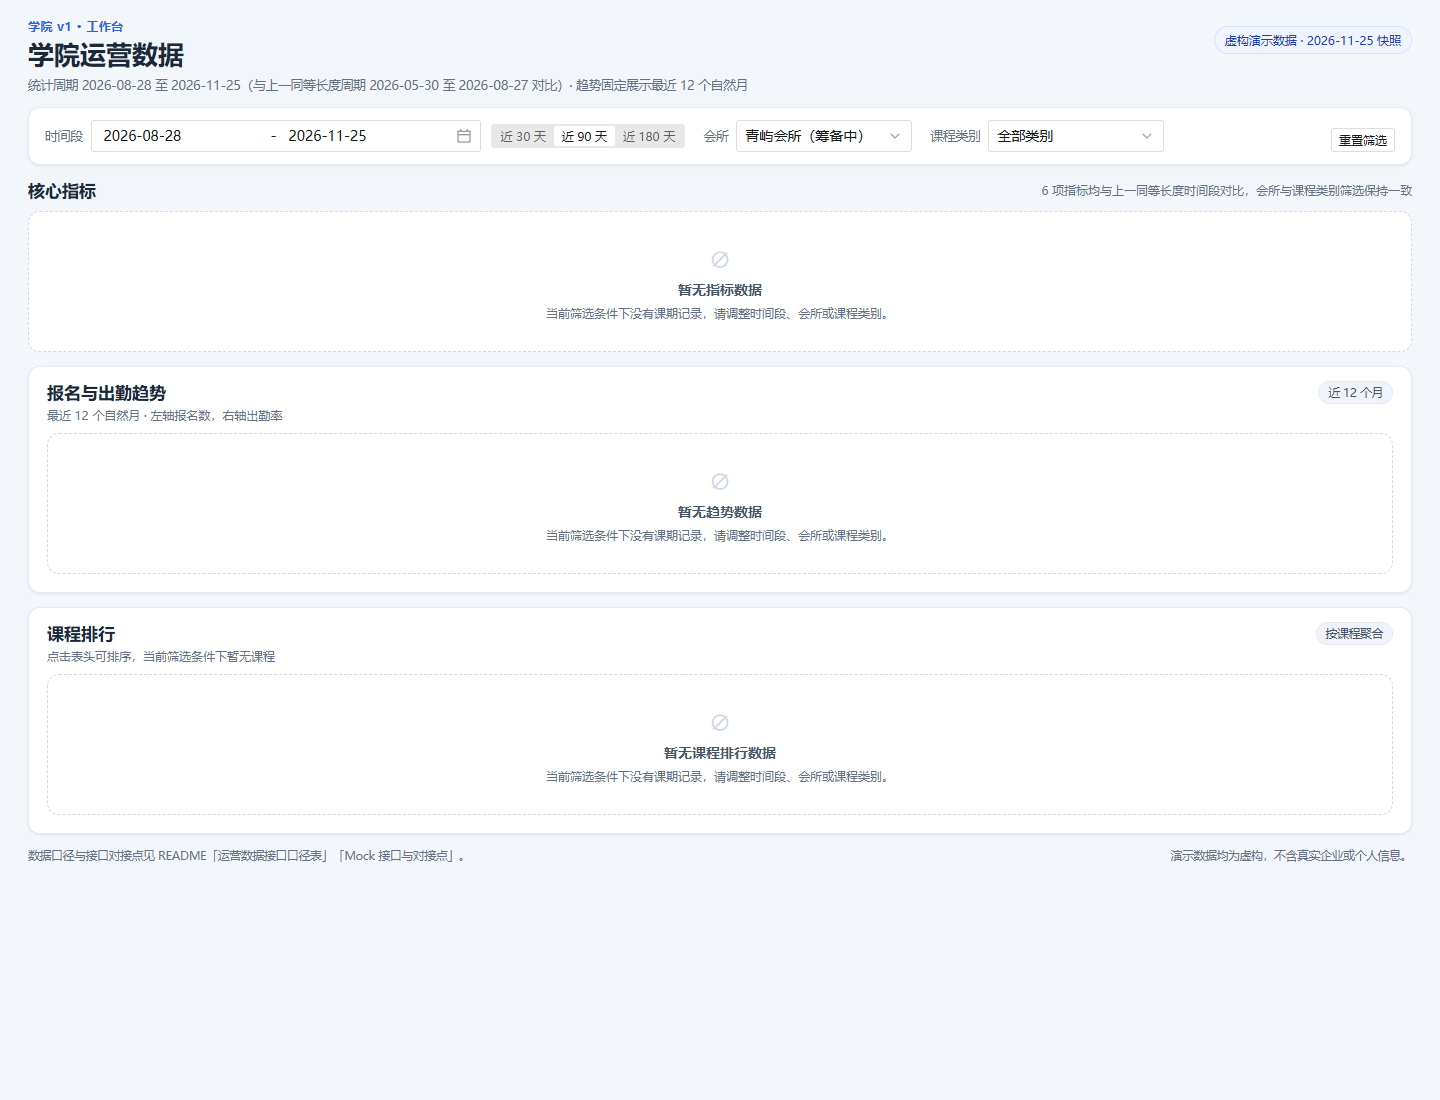 学院 v1 • 工作台
学院运营数据
虚构演示数据 · 2026-11-25 快照
统计周期 2026-08-28 至 2026-11-25（与上一同等长度周期 2026-05-30 至 2026-08-27 对比）· 趋势固定展示最近 12 个自然月
时间段 2026-08-28 - 2026-11-25 近 30 天 近 90 天 近 180 天 会所 青屿会所（筹备中） 课程类别 全部类别 重置筛选
核心指标
6 项指标均与上一同等长度时间段对比，会所与课程类别筛选保持一致
暂无指标数据
当前筛选条件下没有课期记录，请调整时间段、会所或课程类别。
报名与出勤趋势
近 12 个月
最近 12 个自然月 · 左轴报名数，右轴出勤率
暂无趋势数据
当前筛选条件下没有课期记录，请调整时间段、会所或课程类别。
课程排行
按课程聚合
点击表头可排序，当前筛选条件下暂无课程
暂无课程排行数据
当前筛选条件下没有课期记录，请调整时间段、会所或课程类别。
数据口径与接口对接点见 README「运营数据接口口径表」「Mock 接口与对接点」。
演示数据均为虚构，不含真实企业或个人信息。